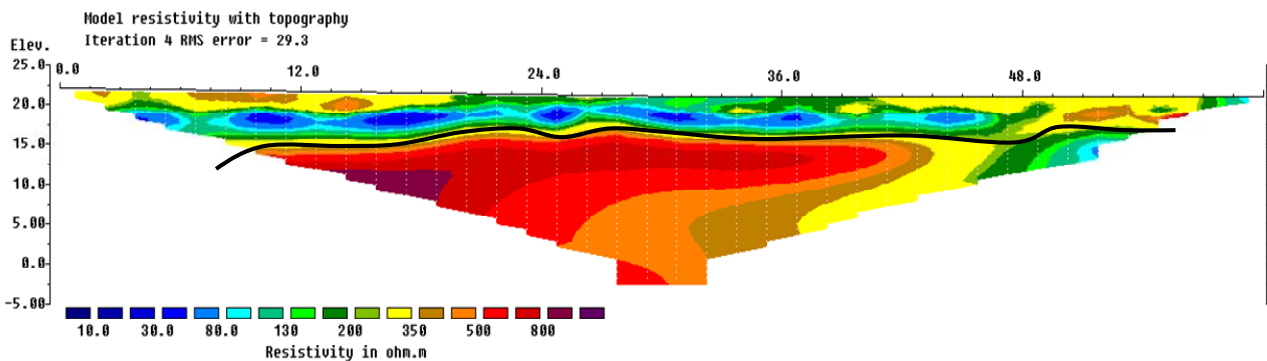 Model resistivity with topography
Iteration 4 RMS error = 29.3
Elev.
0.0 12.0 24.0 36.0 48.0
25.0
20.0
15.0
10.0
5.00
0.0
-5.00
10.0 30.0 80.0 130 200 350 500 800
Resistivity in ohm.m